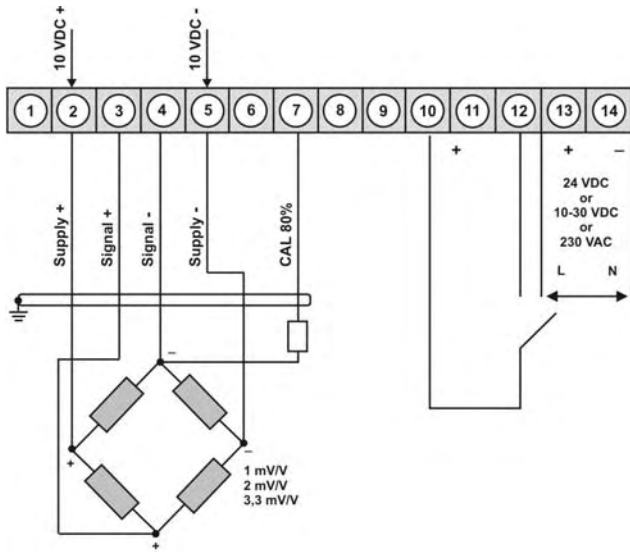 10 VDC +
10 VDC -
1 2 3 4 5 6 7 8 9 10 11 12 13 14
+ + –
Supply +
Signal +
Signal -
Supply -
CAL 80%
24 VDC
or
10-30 VDC
or
230 VAC
L N
–
+ –
1 mV/V
2 mV/V
3,3 mV/V
+